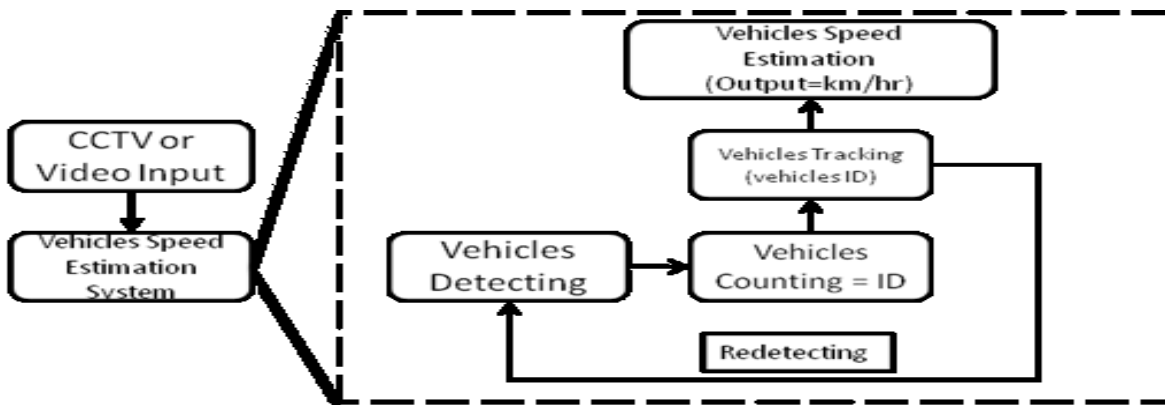 CCTV or
Video Input
Vehicles Speed
Estimation
System
Vehicles Speed
Estimation
(Output=km/hr)
Vehicles Tracking
(vehicles ID)
Vehicles
Detecting
Vehicles
Counting = ID
Redetecting